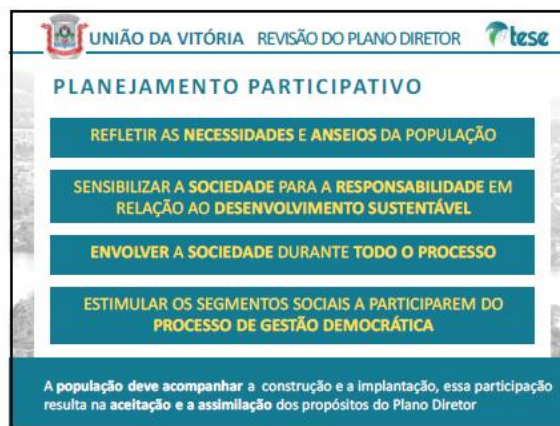 UNIÃO DA VITÓRIA REVISÃO DO PLANO DIRETOR tese
PLANEJAMENTO PARTICIPATIVO
REFLETIR AS NECESSIDADES E ANSEIOS DA POPULAÇÃO
SENSIBILIZAR A SOCIEDADE PARA A RESPONSABILIDADE EM
RELAÇÃO AO DESENVOLVIMENTO SUSTENTÁVEL
ENVOLVER A SOCIEDADE DURANTE TODO O PROCESSO
ESTIMULAR OS SEGMENTOS SOCIAIS A PARTICIPAREM DO
PROCESSO DE GESTÃO DEMOCRÁTICA
A população deve acompanhar a construção e a implantação, essa participação
resulta na aceitação e a assimilação dos propósitos do Plano Diretor